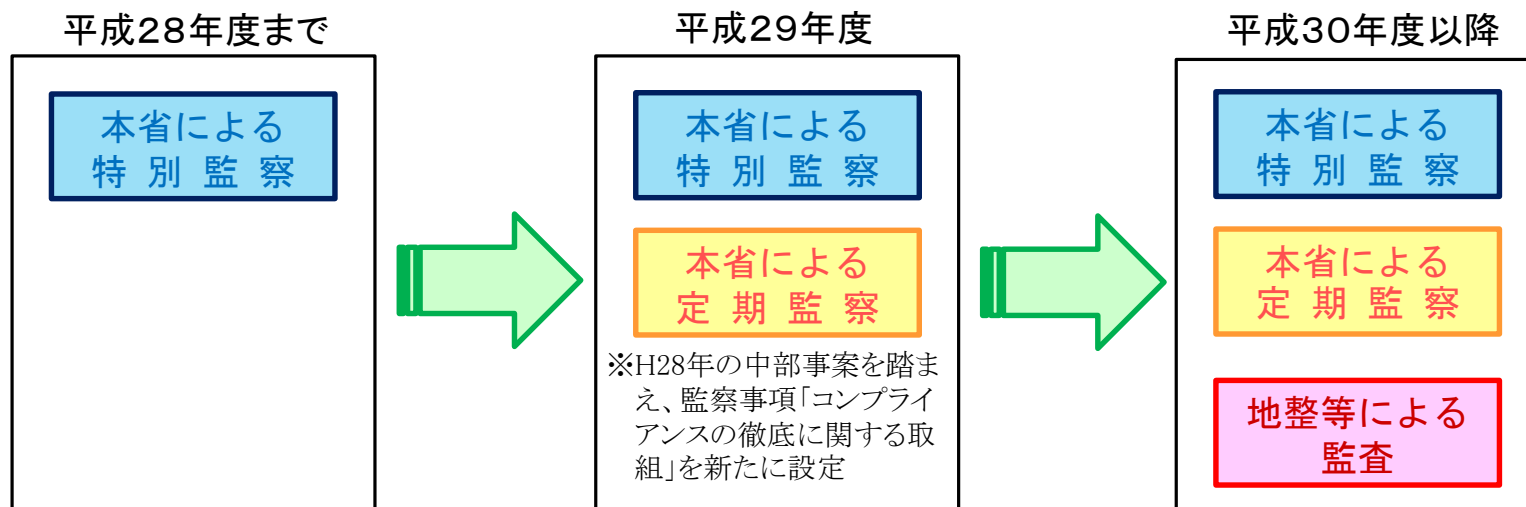 平成28年度まで
本省による
特別監察
平成29年度
本省による
特別監察
本省による
定期監察
※H28年の中部事案を踏ま
え、監察事項「コンプライ
アンスの徹底に関する取
組」を新たに設定
平成30年度以降
本省による
特別監察
本省による
定期監察
地整等による
監査